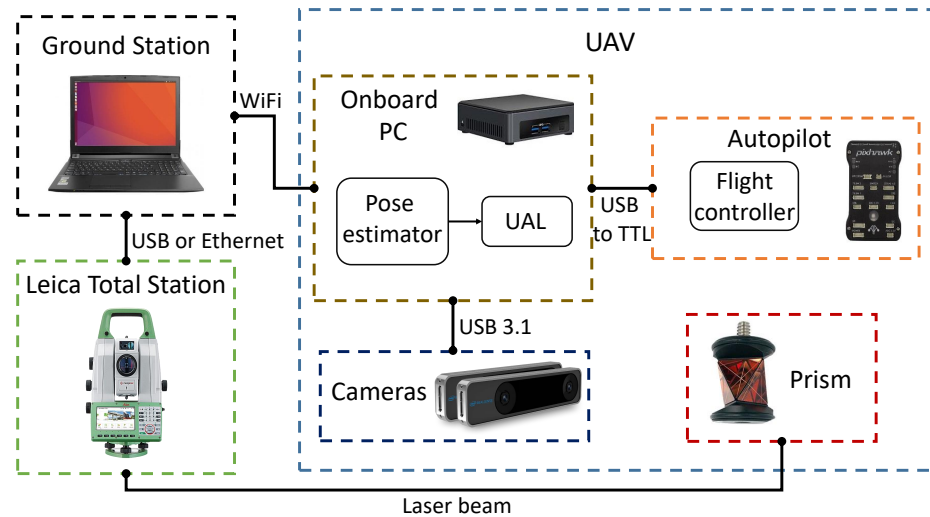 Ground Station
WiFi
USB or Ethernet
Leica Total Station
UAV
Onboard
PC
Pose
estimator
UAL
USB
to TTL
Autopilot
Flight
controller
pixhawk
USB 3.1
Cameras
Prism
Laser beam